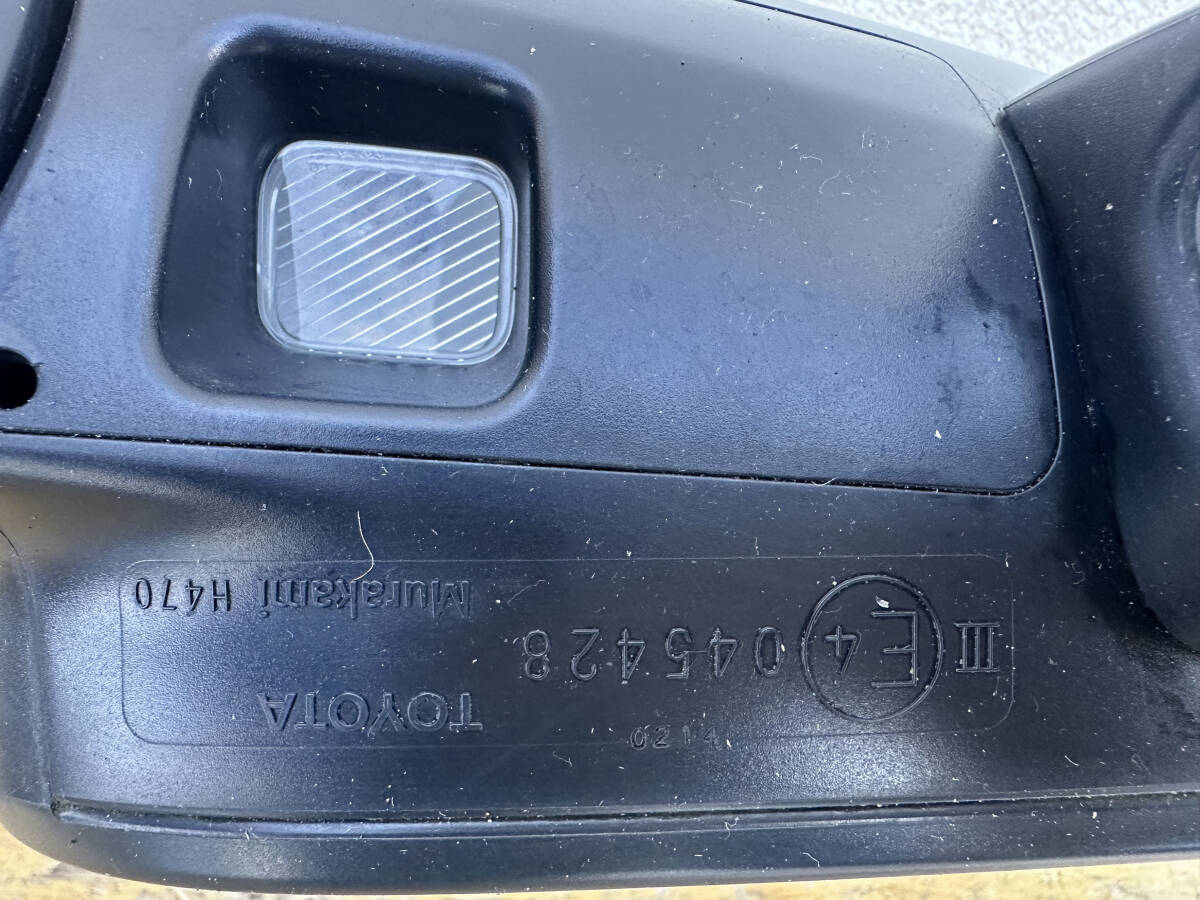 0214
III E4 045428
TOYOTA
Murakami H470